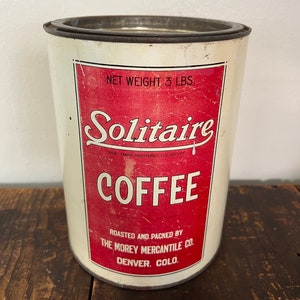 NET WEIGHT 3 LBS.
Solitaire
COFFEE
ROASTED AND PACKED BY
THE MOREY MERCANTILE CO.
DENVER, COLO.